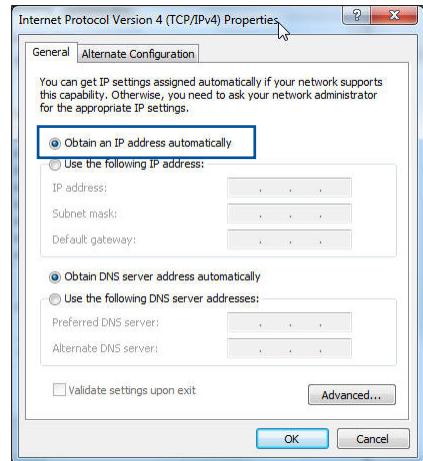 Internet Protocol Version 4 (TCP/IPv4) Properties
General
Alternate Configuration
You can get IP settings assigned automatically if your network supports
this capability. Otherwise, you need to ask your network administrator
for the appropriate IP settings.
Obtain an IP address automatically
Use the following IP address:
IP address:
Subnet mask:
Default gateway:
Obtain DNS server address automatically
Use the following DNS server addresses:
Preferred DNS server:
Alternate DNS server:
Validate settings upon exit
Advanced...
OK
Cancel